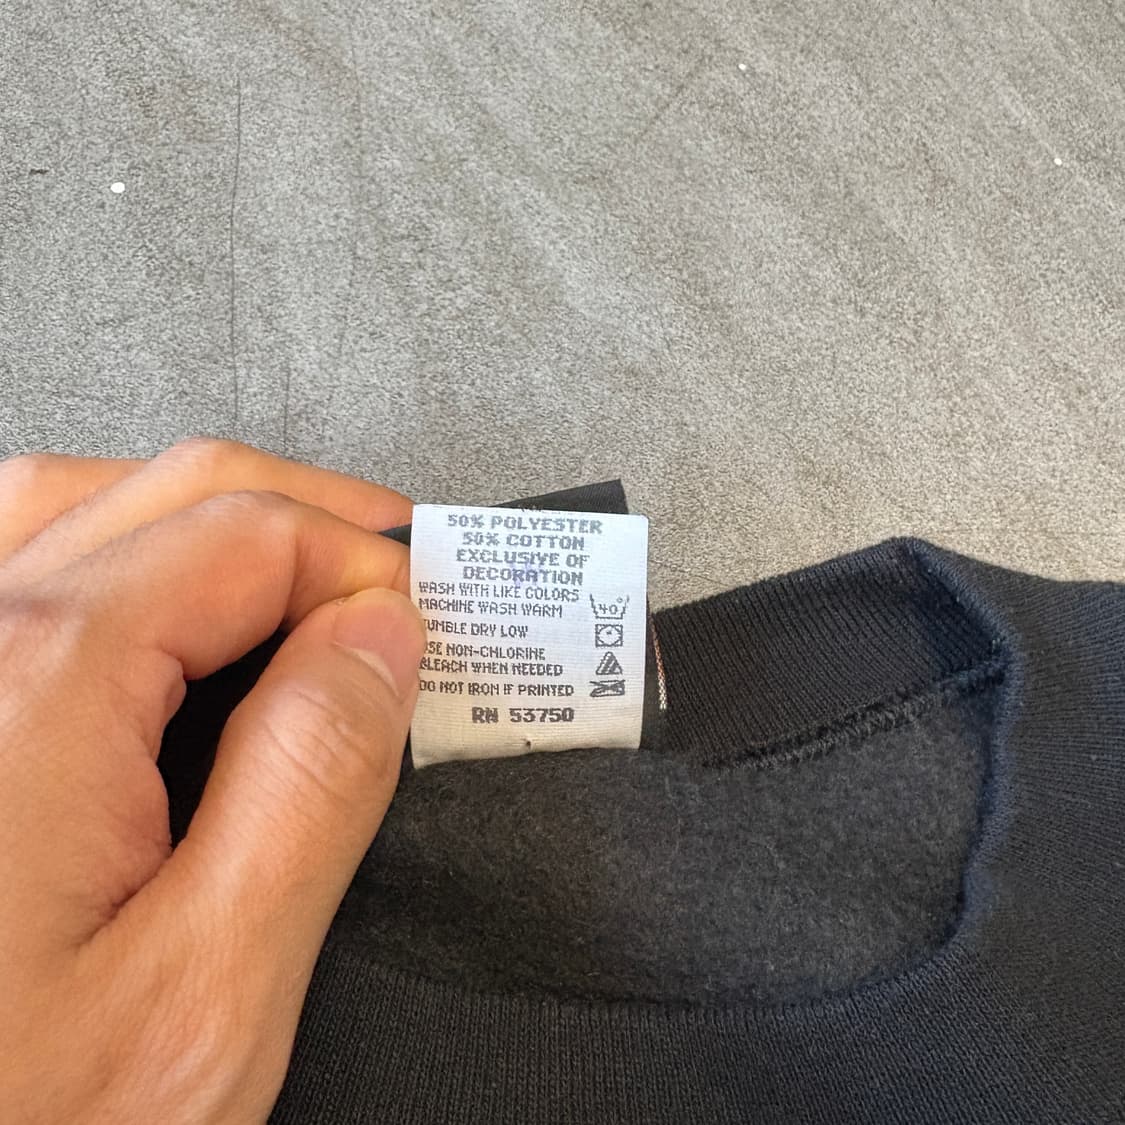 50% POLYESTER
50% COTTON
EXCLUSIVE OF
DECORATION
WASH WITH LIKE COLORS
MACHINE WASH WARM
TUMBLE DRY LOW
USE NON-CHLORINE
BLEACH WHEN NEEDED
DO NOT IRON IF PRINTED
40°
RN 53750